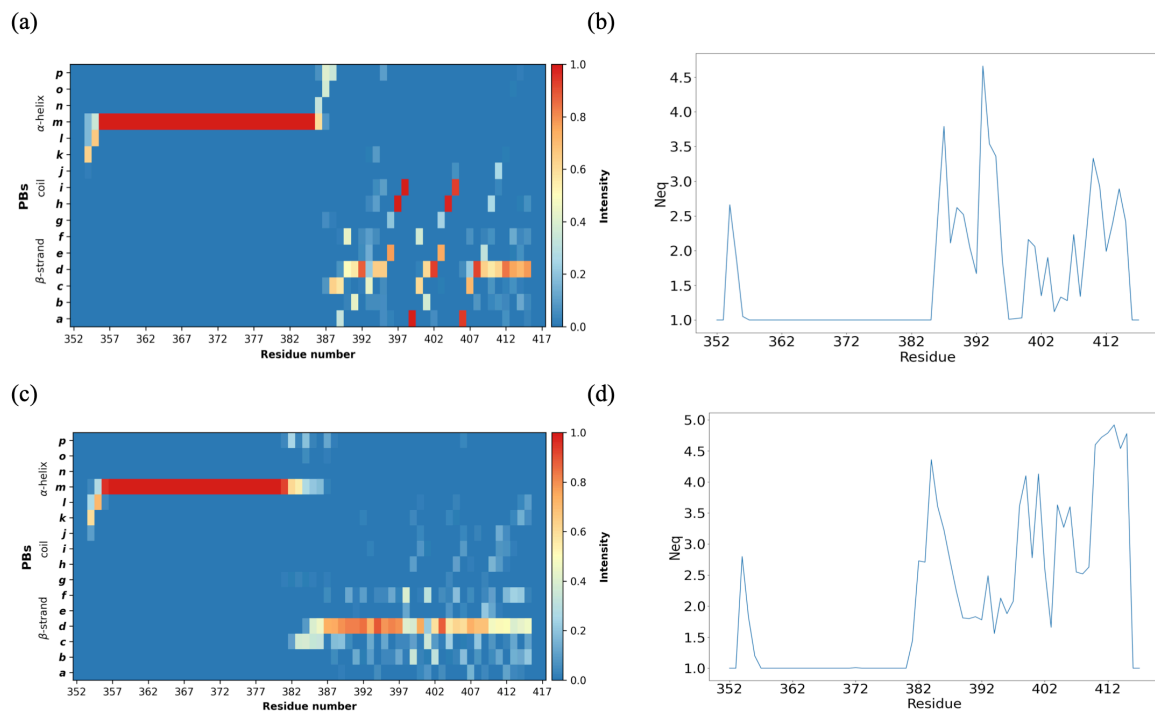 (a)
(b)
p
o
n
m
l
k
j
i
h
g
f
e
d
c
b
a
PBs
α-helix
coil
β-strand
352 357 362 367 372 377 382 387 392 397 402 407 412 417
Residue number
1.0
0.8
0.6
0.4
0.2
0.0
Intensity
4.5
4.0
3.5
3.0
2.5
2.0
1.5
1.0
Neq
352 362 372 382 392 402 412
Residue
(c)
(d)
p
o
n
m
l
k
j
i
h
g
f
e
d
c
b
a
PBs
α-helix
coil
β-strand
352 357 362 367 372 377 382 387 392 397 402 407 412 417
Residue number
1.0
0.8
0.6
0.4
0.2
0.0
Intensity
5.0
4.5
4.0
3.5
3.0
2.5
2.0
1.5
1.0
Neq
352 362 372 382 392 402 412
Residue